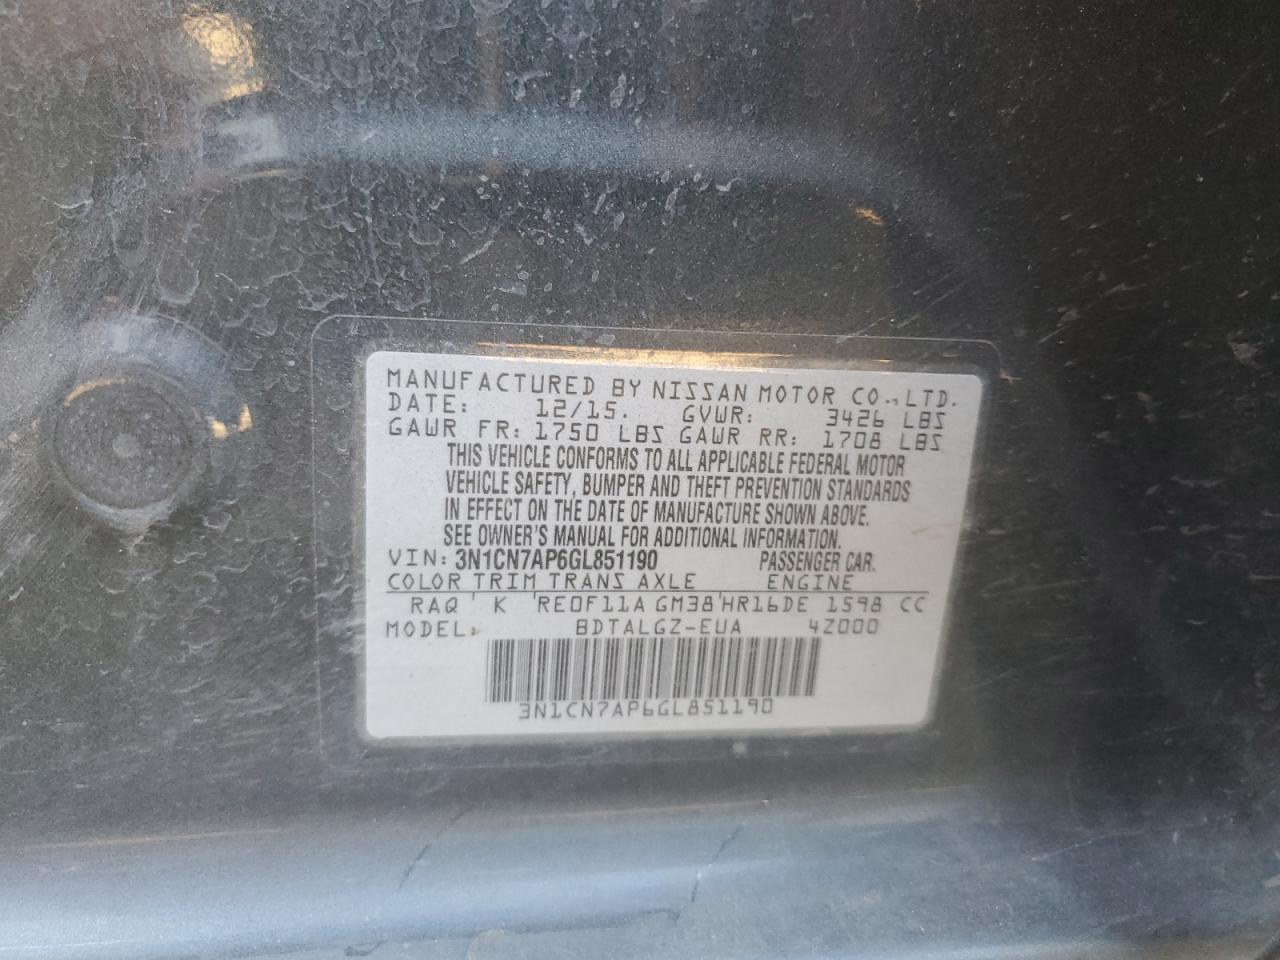 MANUFACTURED BY NISSAN MOTOR CO., LTD.
DATE: 12/15. GVWR: 3426 LBS
GAWR FR: 1750 LBS GAWR RR: 1708 LBS
THIS VEHICLE CONFORMS TO ALL APPLICABLE FEDERAL MOTOR
VEHICLE SAFETY, BUMPER AND THEFT PREVENTION STANDARDS
IN EFFECT ON THE DATE OF MANUFACTURE SHOWN ABOVE.
SEE OWNER'S MANUAL FOR ADDITIONAL INFORMATION.
VIN: 3N1CN7AP6GL851190 PASSENGER CAR.
COLOR TRIM TRANS AXLE ENGINE
RAQ ' K 'RE0F11A GM38'HR16DE 1598 CC
MODEL: BDTALGZ-EUA 4Z000
3N1CN7AP6GL851190